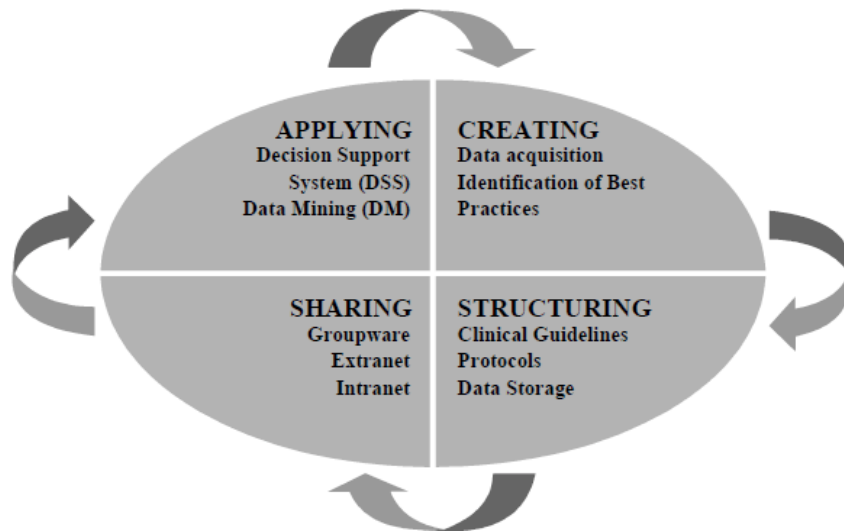 APPLYING
Decision Support
System (DSS)
Data Mining (DM)
CREATING
Data acquisition
Identification of Best
Practices
SHARING
Groupware
Extranet
Intranet
STRUCTURING
Clinical Guidelines
Protocols
Data Storage